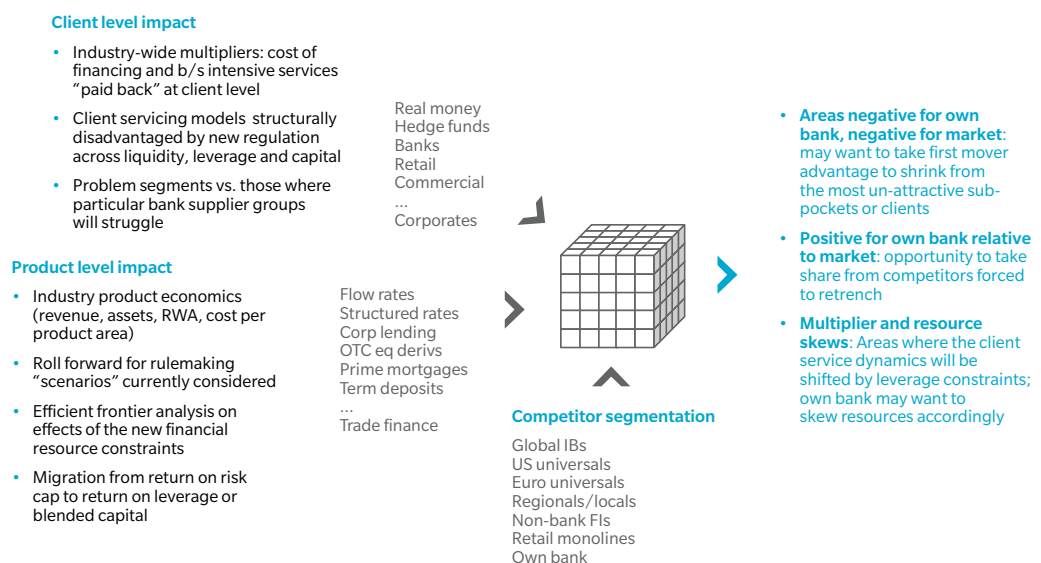 Client level impact
• Industry-wide multipliers: cost of
financing and b/s intensive services
“paid back” at client level
• Client servicing models structurally
disadvantaged by new regulation
across liquidity, leverage and capital
• Problem segments vs. those where
particular bank supplier groups
will struggle
Real money
Hedge funds
Banks
Retail
Commercial
...
Corporates
Product level impact
• Industry product economics
(revenue, assets, RWA, cost per
product area)
• Roll forward for rulemaking
“scenarios” currently considered
• Efficient frontier analysis on
effects of the new financial
resource constraints
• Migration from return on risk
cap to return on leverage or
blended capital
Flow rates
Structured rates
Corp lending
OTC eq derivs
Prime mortgages
Term deposits
...
Trade finance
Competitor segmentation
Global IBs
US universals
Euro universals
Regionals/locals
Non-bank FIs
Retail monolines
Own bank
• Areas negative for own
bank, negative for market:
may want to take first mover
advantage to shrink from
the most un-attractive sub-
pockets or clients
• Positive for own bank relative
to market: opportunity to take
share from competitors forced
to retrench
• Multiplier and resource
skews: Areas where the client
service dynamics will be
shifted by leverage constraints;
own bank may want to
skew resources accordingly